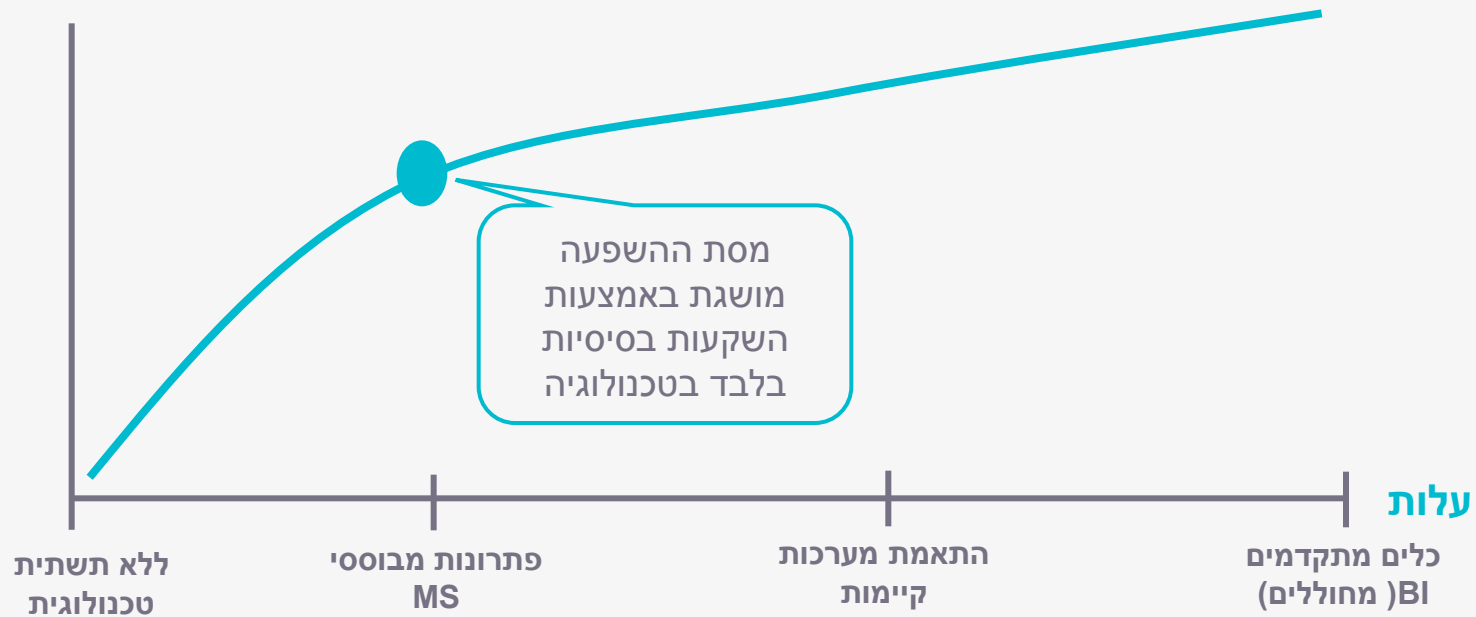 מסת ההשפעה
מושגת באמצעות
השקעות בסיסיות
בלבד בטכנולוגיה
עלות
כלים מתקדמים
BI( מחוללים)
התאמת מערכות
קיימות
פתרונות מבוססי
MS
ללא תשתית
טכנולוגית